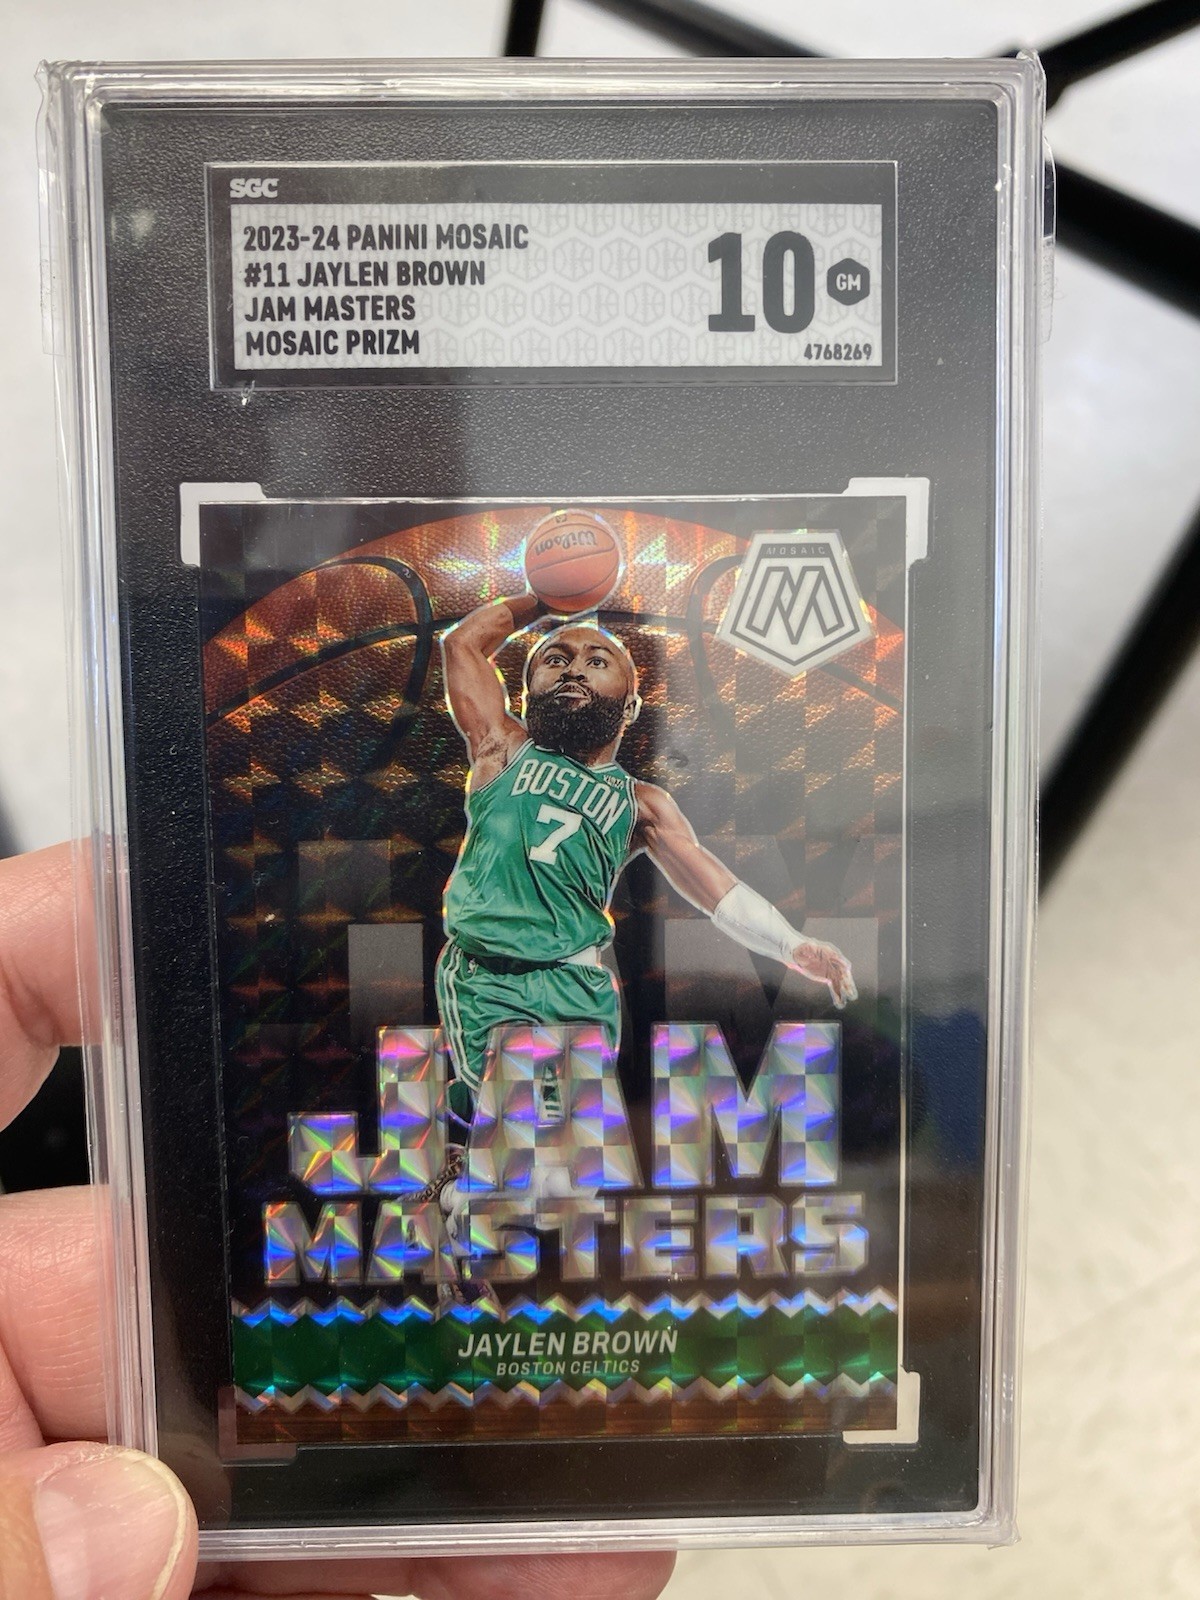 SGC
2023-24 PANINI MOSAIC
#11 JAYLEN BROWN
JAM MASTERS
MOSAIC PRIZM
10
GM
4768269
Wilson
MOSAIC
M
BOSTON
7
JAM
MASTERS
JAYLEN BROWN
BOSTON CELTICS